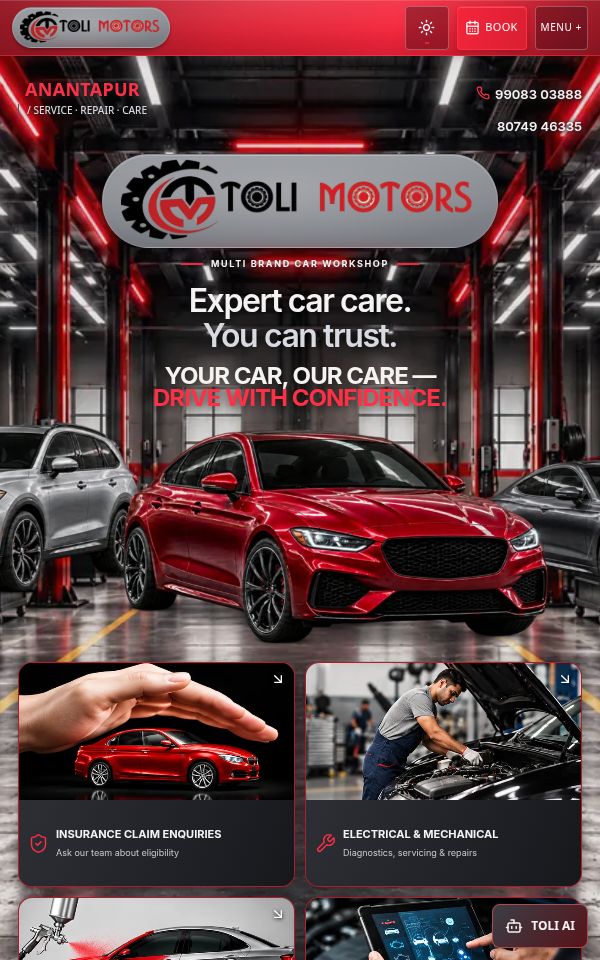 TOLI MOTORS
BOOK
MENU +
ANANTAPUR
/ SERVICE · REPAIR · CARE
99083 03888
80749 46335
TOLI MOTORS
MULTI BRAND CAR WORKSHOP
Expert car care.
You can trust.
YOUR CAR, OUR CARE —
DRIVE WITH CONFIDENCE.
INSURANCE CLAIM ENQUIRIES
Ask our team about eligibility
ELECTRICAL & MECHANICAL
Diagnostics, servicing & repairs
TOLI AI